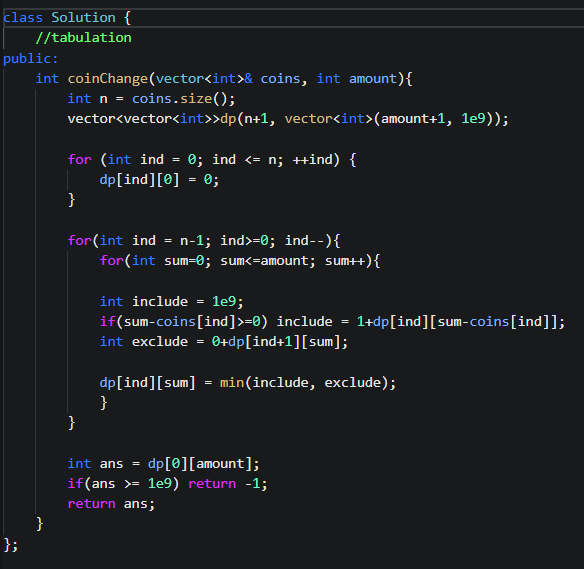 class Solution {
    //tabulation
public:
    int coinChange(vector<int>& coins, int amount){
        int n = coins.size();
        vector<vector<int>>dp(n+1, vector<int>(amount+1, 1e9));

        for (int ind = 0; ind <= n; ++ind) {
            dp[ind][0] = 0;
        }

        for(int ind = n-1; ind>=0; ind--){
            for(int sum=0; sum<=amount; sum++){

            int include = 1e9;
            if(sum-coins[ind]>=0) include = 1+dp[ind][sum-coins[ind]];
            int exclude = 0+dp[ind+1][sum];

            dp[ind][sum] = min(include, exclude);
            }
        }

        int ans = dp[0][amount];
        if(ans >= 1e9) return -1;
        return ans;
    }
};